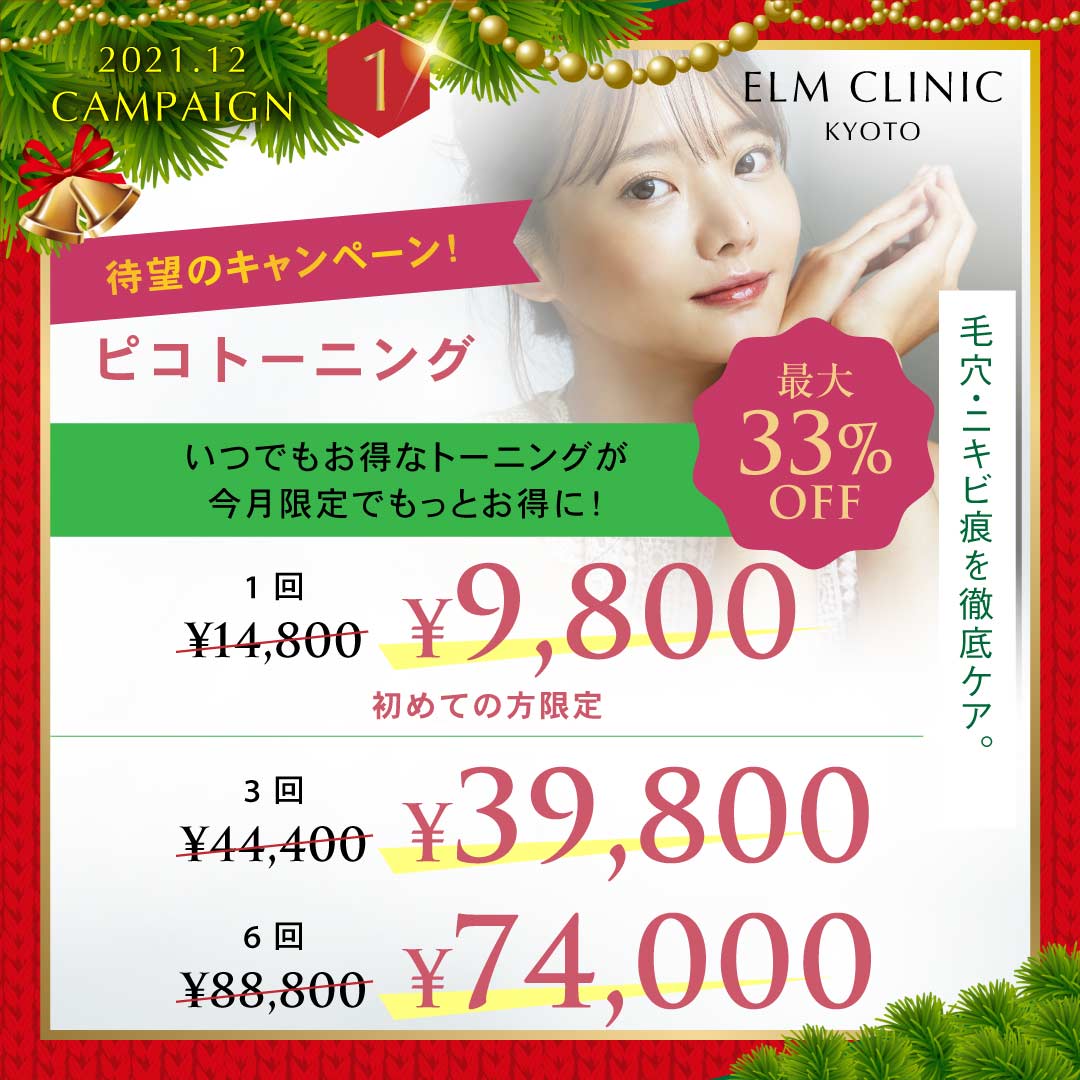 2021.12
CAMPAIGN
1
ELM CLINIC
KYOTO
待望のキャンペーン!
ピコトーニング
最大
33%
OFF
毛穴・ニキビ痕を徹底ケア。
いつでもお得なトーニングが
今月限定でもっとお得に!
1回
¥14,800
¥9,800
初めての方限定
3回
¥44,400
¥39,800
6回
¥88,800
¥74,000